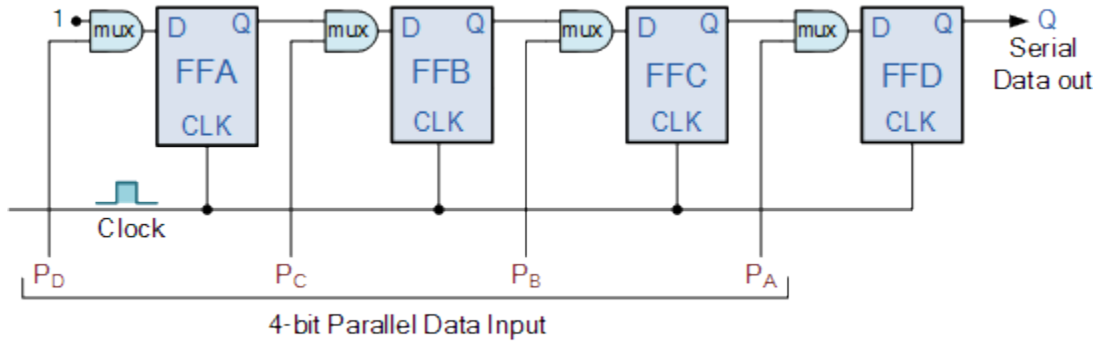 1
mux
D Q
FFA
CLK
mux
D Q
FFB
CLK
mux
D Q
FFC
CLK
mux
D Q
FFD
CLK
Q
Serial
Data out
Clock
PD
PC
PB
PA
4-bit Parallel Data Input